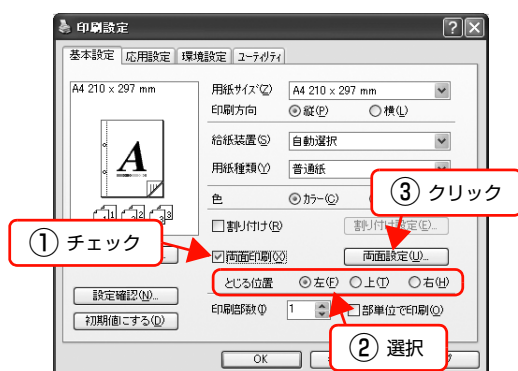 印刷設定
基本設定 応用設定 環境設定 ユーティリティ
A4 210 x 297 mm
用紙サイズ(Z) A4 210 x 297 mm
印刷方向 縦(P) 横(L)
給紙装置(S) 自動選択
用紙種類(Y) 普通紙
A
色 カラー(C)
③ クリック
1 2 3
割り付け(R) 割り付け設定(E)...
① チェック
両面印刷(X) 両面設定(U)...
とじる位置 左(F) 上(T) 右(H)
設定確認(N)...
印刷部数(I) 1 部単位で印刷(O)
初期値にする(D)
② 選択
OK